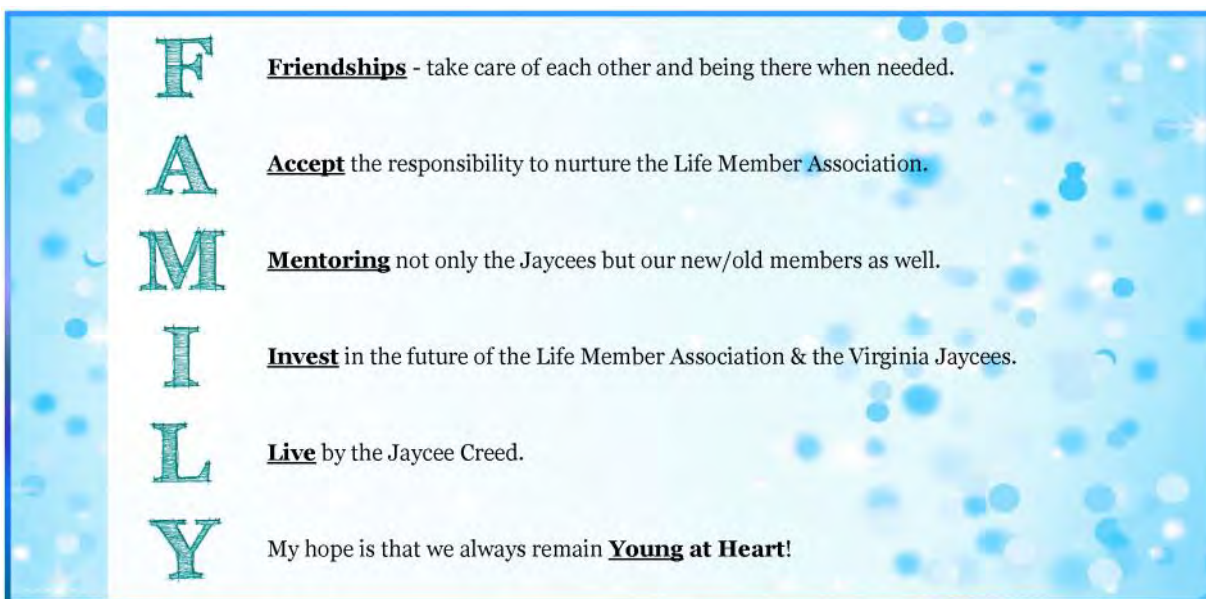 F Friendships - take care of each other and being there when needed.
A Accept the responsibility to nurture the Life Member Association.
M Mentoring not only the Jaycees but our new/old members as well.
I Invest in the future of the Life Member Association & the Virginia Jaycees.
L Live by the Jaycee Creed.
Y My hope is that we always remain Young at Heart!